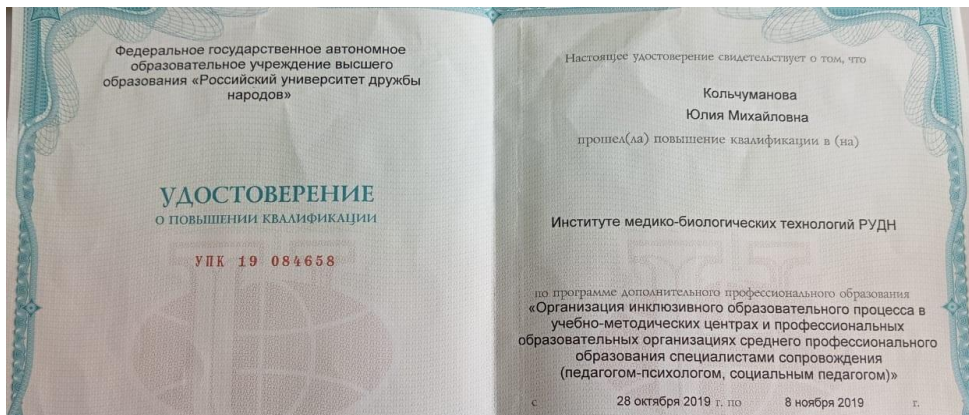 Федеральное государственное автономное
образовательное учреждение высшего
образования «Российский университет дружбы
народов»
УДОСТОВЕРЕНИЕ
О ПОВЫШЕНИИ КВАЛИФИКАЦИИ
УПК 19 084658
Настоящее удостоверение свидетельствует о том, что
Кольчуманова
Юлия Михайловна
прошел(ла) повышение квалификации в (на)
Институте медико-биологических технологий РУДН
по программе дополнительного профессионального образования
«Организация инклюзивного образовательного процесса в
учебно-методических центрах и профессиональных
образовательных организациях среднего профессионального
образования специалистами сопровождения
(педагогом-психологом, социальным педагогом)»
с 28 октября 2019 г. по 8 ноября 2019 г.